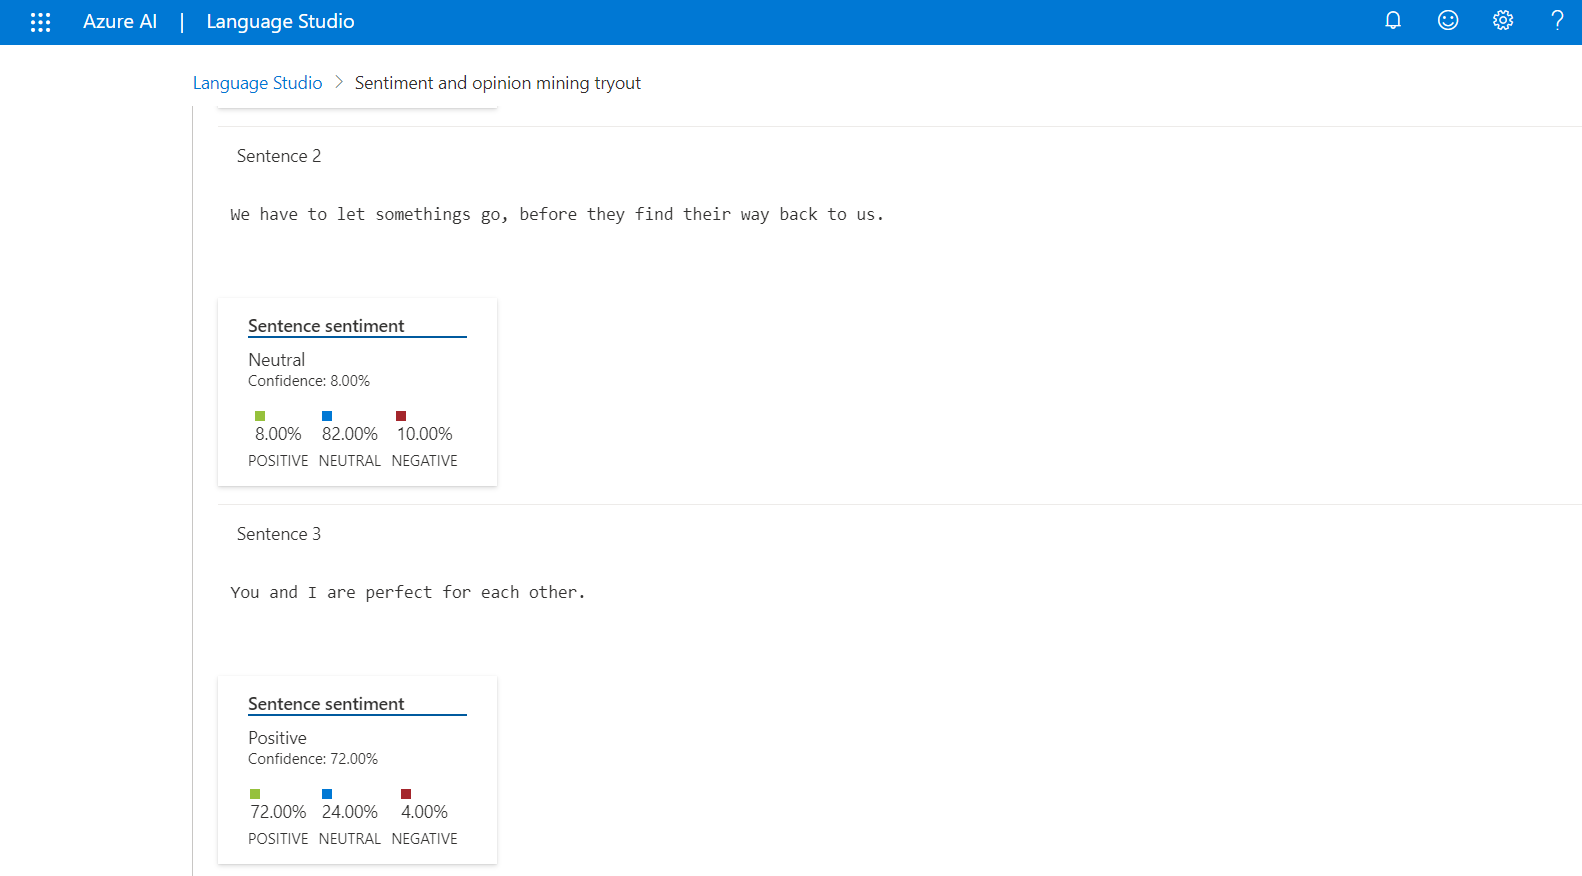 Azure AI | Language Studio
Language Studio > Sentiment and opinion mining tryout
Sentence 2
We have to let somethings go, before they find their way back to us.
Sentence sentiment
Neutral
Confidence: 8.00%
8.00% 82.00% 10.00%
POSITIVE NEUTRAL NEGATIVE
Sentence 3
You and I are perfect for each other.
Sentence sentiment
Positive
Confidence: 72.00%
72.00% 24.00% 4.00%
POSITIVE NEUTRAL NEGATIVE